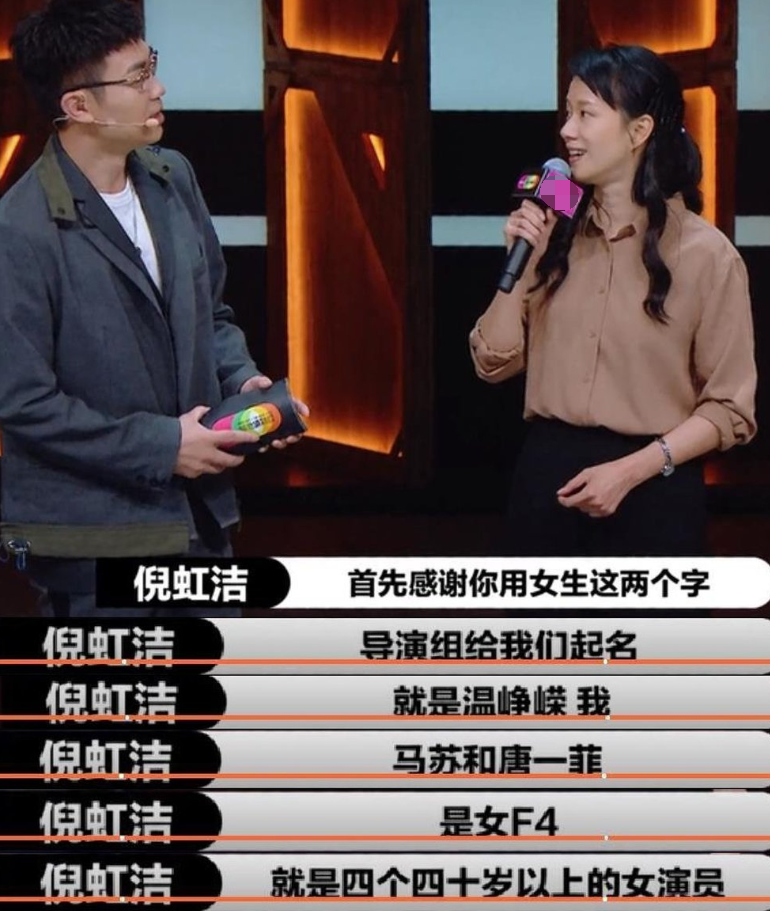 倪虹洁 首先感谢你用女生这两个字
倪虹洁 导演组给我们起名
倪虹洁 就是温峥嵘 我
倪虹洁 马苏和唐一菲
倪虹洁 是女F4
倪虹洁 就是四个四十岁以上的女演员